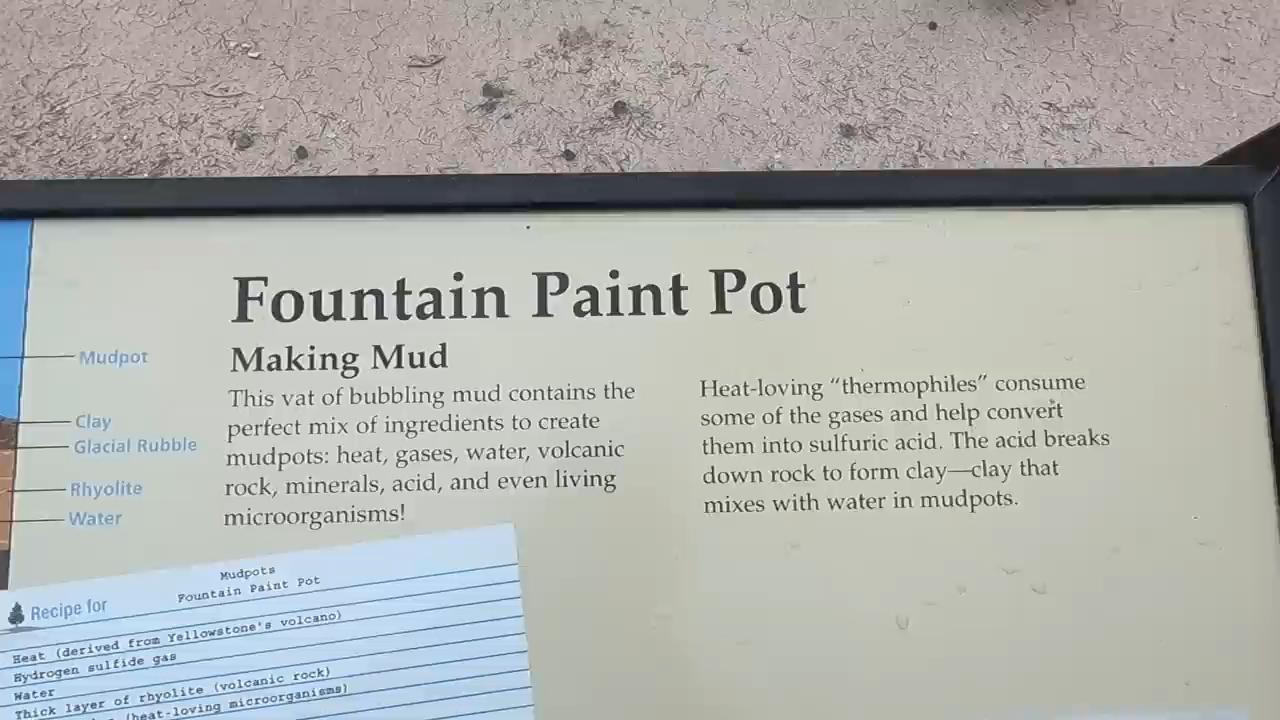 Fountain Paint Pot
Mudpot
Clay
Glacial Rubble
Rhyolite
Water
Making Mud
This vat of bubbling mud contains the
perfect mix of ingredients to create
mudpots: heat, gases, water, volcanic
rock, minerals, acid, and even living
microorganisms!
Heat-loving “thermophiles” consume
some of the gases and help convert
them into sulfuric acid. The acid breaks
down rock to form clay—clay that
mixes with water in mudpots.
Recipe for
Mudpots
Fountain Paint Pot
Heat (derived from Yellowstone's volcano)
Hydrogen sulfide gas
Water
Thick layer of rhyolite (volcanic rock)
(heat-loving microorganisms)